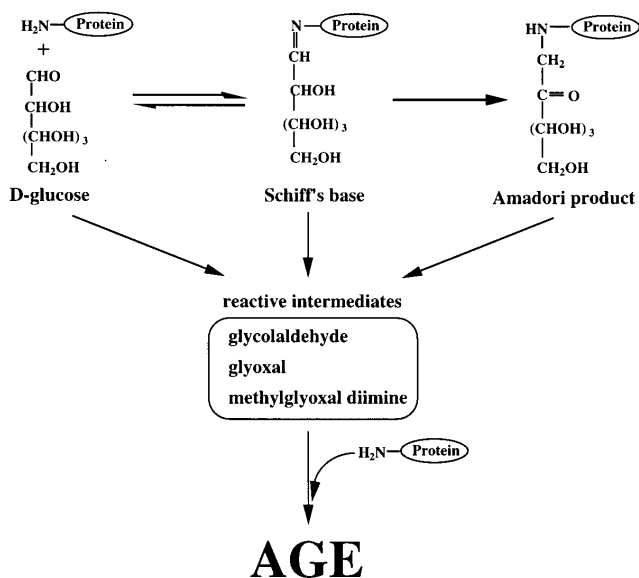 H2N—Protein
+
CHO
CHOH
(CHOH)3
CH2OH
D-glucose
N—Protein
CH
CHOH
(CHOH)3
CH2OH
Schiff's base
HN—Protein
CH2
C=O
(CHOH)3
CH2OH
Amadori product
reactive intermediates
glycolaldehyde
glyoxal
methylglyoxal diimine
H2N—Protein
AGE